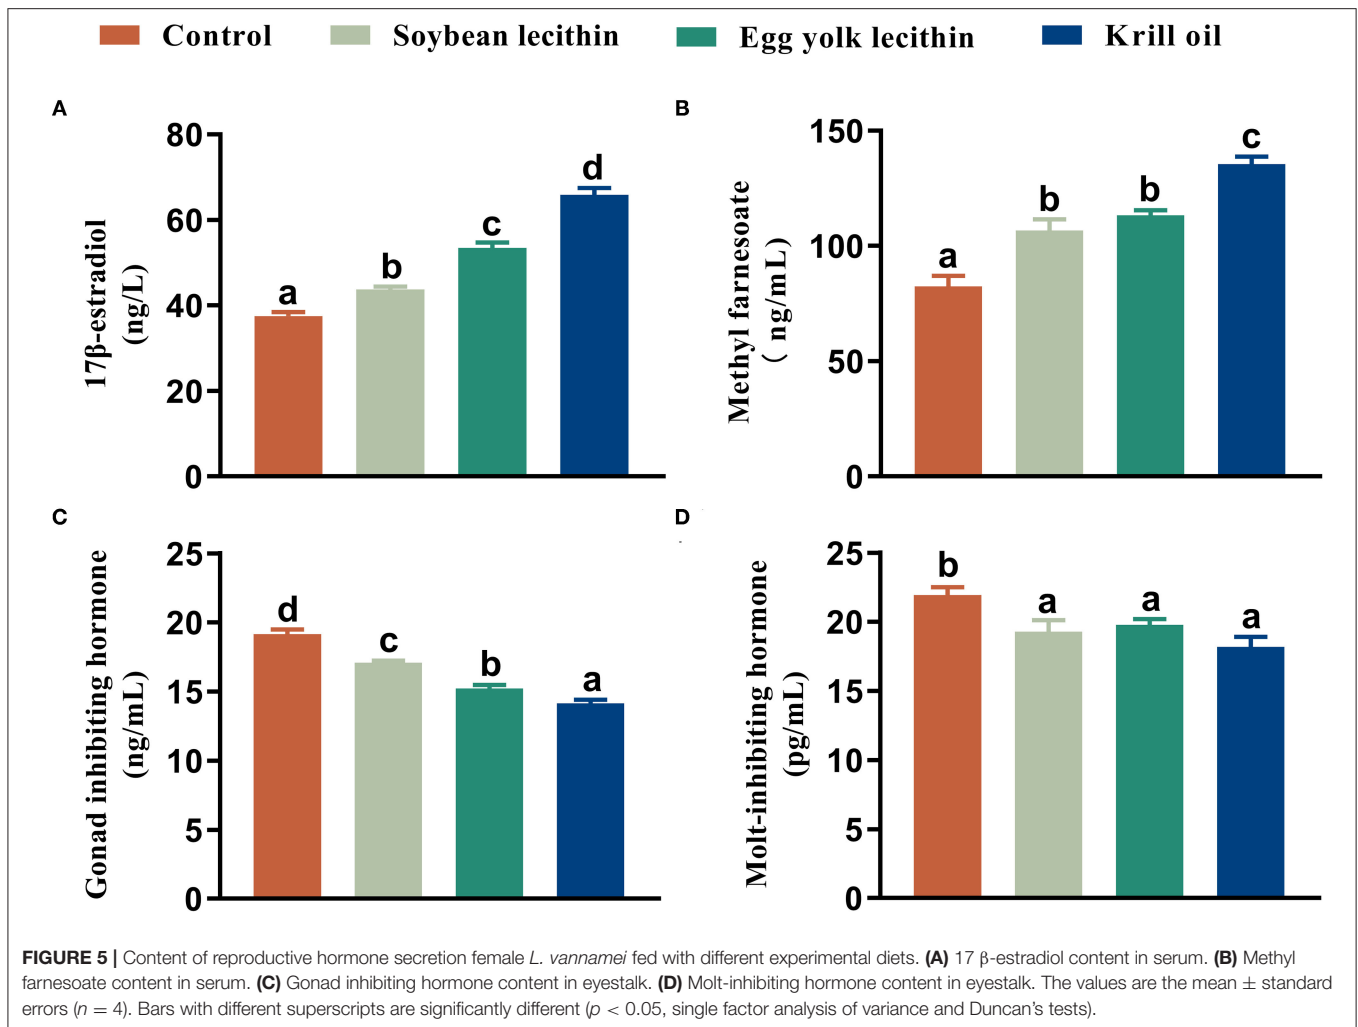 Control Soybean lecithin Egg yolk lecithin Krill oil
A
17β-estradiol
(ng/L)
80
60
40
20
0
a
b
c
d
B
Methyl farnesoate
( ng/mL)
150
100
50
0
a
b
b
c
C
Gonad inhibiting hormone
(ng/mL)
25
20
15
10
5
0
d
c
b
a
D
Molt-inhibiting hormone
(pg/mL)
25
20
15
10
5
0
b
a
a
a
FIGURE 5 | Content of reproductive hormone secretion female L. vannamei fed with different experimental diets. (A) 17 β-estradiol content in serum. (B) Methyl
farnesoate content in serum. (C) Gonad inhibiting hormone content in eyestalk. (D) Molt-inhibiting hormone content in eyestalk. The values are the mean ± standard
errors (n = 4). Bars with different superscripts are significantly different (p < 0.05, single factor analysis of variance and Duncan's tests).